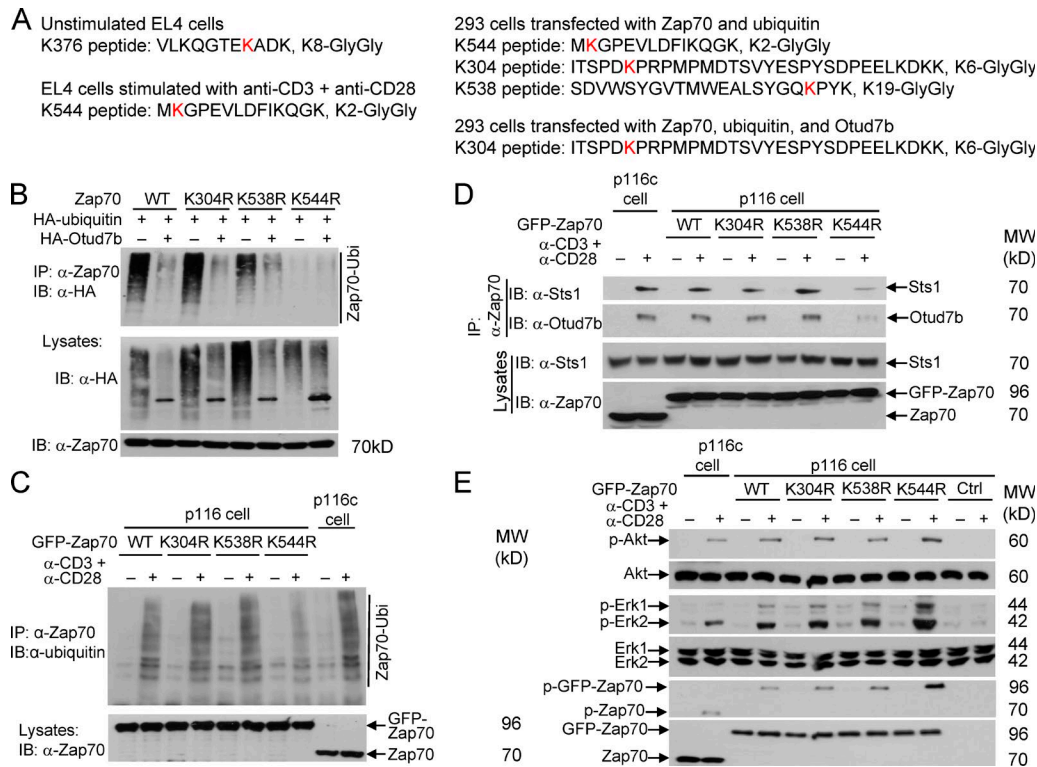 A
Unstimulated EL4 cells
K376 peptide: VLKQGTEKADK, K8-GlyGly
EL4 cells stimated with anti-CD3 + anti-CD28
K544 peptide: MKGPEVLDFIKQGK, K2-GlyGly
293 cells transfected with Zap70 and ubiquitin
K544 peptide: MKGPEVLDFIKQGK, K2-GlyGly
K304 peptide: ITSPDKPRPMPMDTSVYESPYSDPEELKDKK, K6-GlyGly
K538 peptide: SDVWSYGVTMWEALSYGQKPYK, K19-GlyGly
293 cells transfected with Zap70, ubiquitin, and Otud7b
K304 peptide: ITSPDKPRPMPMDTSVYESPYSDPEELKDKK, K6-GlyGly
B
Zap70 WT K304R K538R K544R
HA-ubiquitin + + + + + + + +
HA-Otud7b – + – + – + – +
IP: α-Zap70
IB: α-HA
Zap70-Ubi
Lysates:
IB: α-HA
IB: α-Zap70 70kD
C
p116 cell p116c cell
GFP-Zap70 WT K304R K538R K544R
α-CD3 +
α-CD28 – + – + – + – + – +
IP: α-Zap70
IB:α-ubiquitin
Zap70-Ubi
Lysates:
IB: α-Zap70
GFP-Zap70
Zap70
MW
(kD)
96
70
D
p116c cell p116 cell
GFP-Zap70 WT K304R K538R K544R
α-CD3 +
α-CD28 – + – + – + – + – +
MW
(kD)
IP: α-Zap70
IB: α-Sts1 Sts1 70
IB: α-Otud7b Otud7b 70
Lysates
IB: α-Sts1 Sts1 70
IB: α-Zap70 GFP-Zap70 96
Zap70 70
E
p116c cell p116 cell
GFP-Zap70 WT K304R K538R K544R Ctrl
α-CD3 +
α-CD28 – + – + – + – + – + – +
MW
(kD)
p-Akt 60
Akt 60
p-Erk1 44
p-Erk2 42
Erk1 44
Erk2 42
p-GFP-Zap70 96
p-Zap70 70
GFP-Zap70 96
Zap70 70